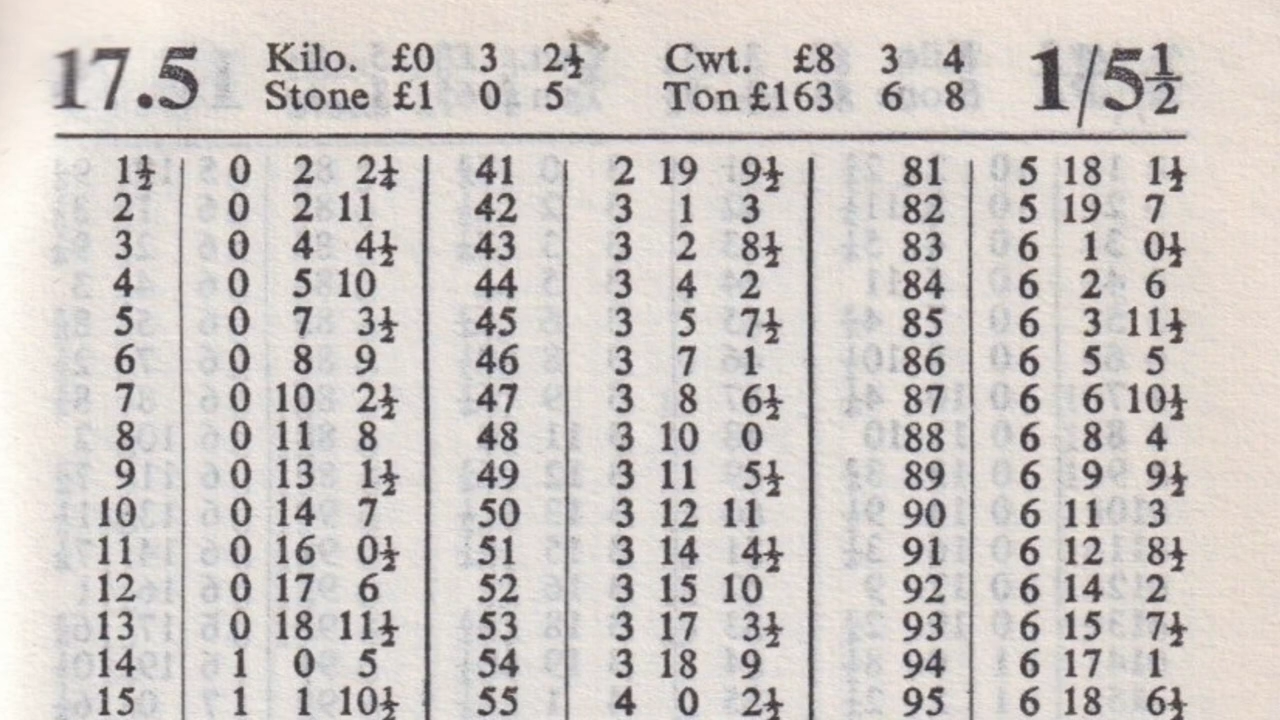 17.5 Kilo. £0 3 2½ Cwt. £8 3 4 1/5½
Stone £1 0 5 Ton £163 6 8
1½ 0 2 2¼ 41 2 19 9½ 81 5 18 1½
2 0 2 11 42 3 1 3 82 5 19 7
3 0 4 4½ 43 3 2 8½ 83 6 1 0½
4 0 5 10 44 3 4 2 84 6 2 6
5 0 7 3½ 45 3 5 7½ 85 6 3 11½
6 0 8 9 46 3 7 1 86 6 5 5
7 0 10 2½ 47 3 8 6½ 87 6 6 10½
8 0 11 8 48 3 10 0 88 6 8 4
9 0 13 1½ 49 3 11 5½ 89 6 9 9½
10 0 14 7 50 3 12 11 90 6 11 3
11 0 16 0½ 51 3 14 4½ 91 6 12 8½
12 0 17 6 52 3 15 10 92 6 14 2
13 0 18 11½ 53 3 17 3½ 93 6 15 7½
14 1 0 5 54 3 18 9 94 6 17 1
15 1 1 10½ 55 4 0 2½ 95 6 18 6½